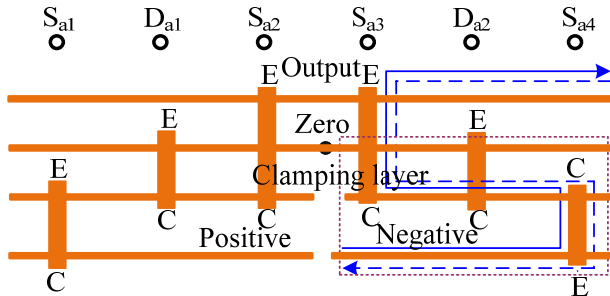 Sa1 Da1 Sa2 Sa3 Da2 Sa4
E Output E
E Zero E
E Clamping layer C
C C C C
Positive Negative
C E